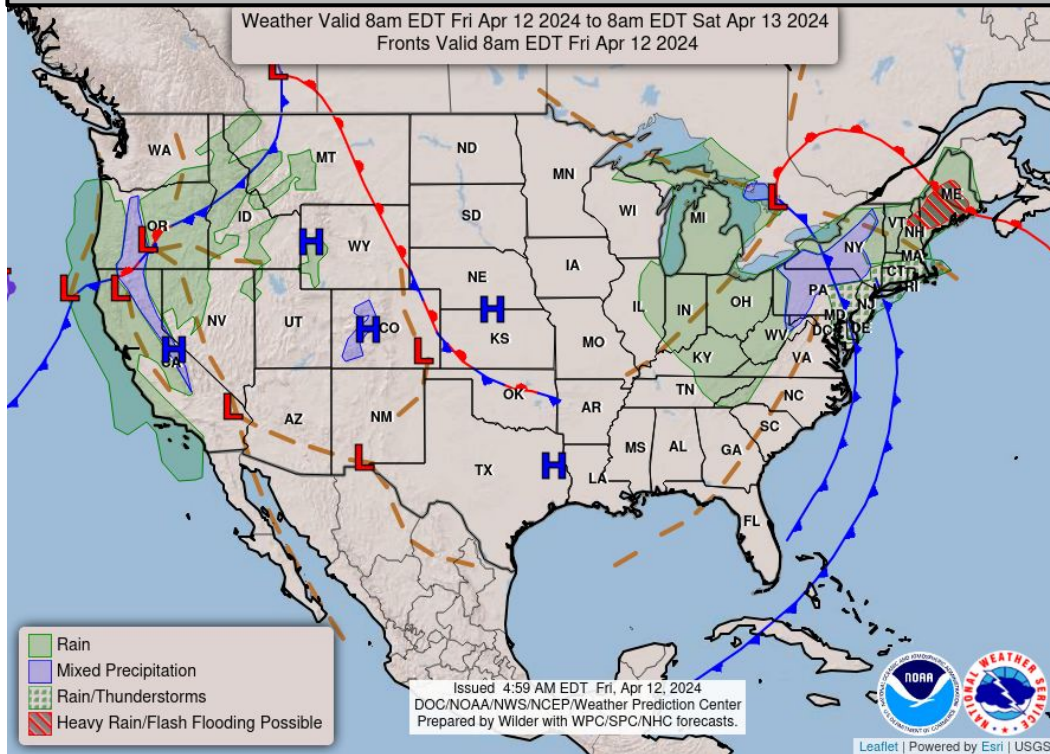 Weather Valid 8am EDT Fri Apr 12 2024 to 8am EDT Sat Apr 13 2024
Fronts Valid 8am EDT Fri Apr 12 2024
L
WA
MT
ND
MN
ME
OR
ID
SD
WI
MI
L
VT
NH
NY
L
H
WY
MA
CT
RI
L
L
NE
IA
PA
NJ
H
IL
IN
OH
MD
DE
DC
NV
UT
H
CO
KS
MO
WV
VA
H
CA
L
KY
L
AZ
NM
OK
AR
TN
NC
SC
L
TX
H
LA
MS
AL
GA
FL
Rain
Mixed Precipitation
Rain/Thunderstorms
Heavy Rain/Flash Flooding Possible
Issued 4:59 AM EDT Fri, Apr 12, 2024
DOC/NOAA/NWS/NCEP/Weather Prediction Center
Prepared by Wilder with WPC/SPC/NHC forecasts.
NOAA
NATIONAL WEATHER SERVICE
Leaflet | Powered by Esri | USGS